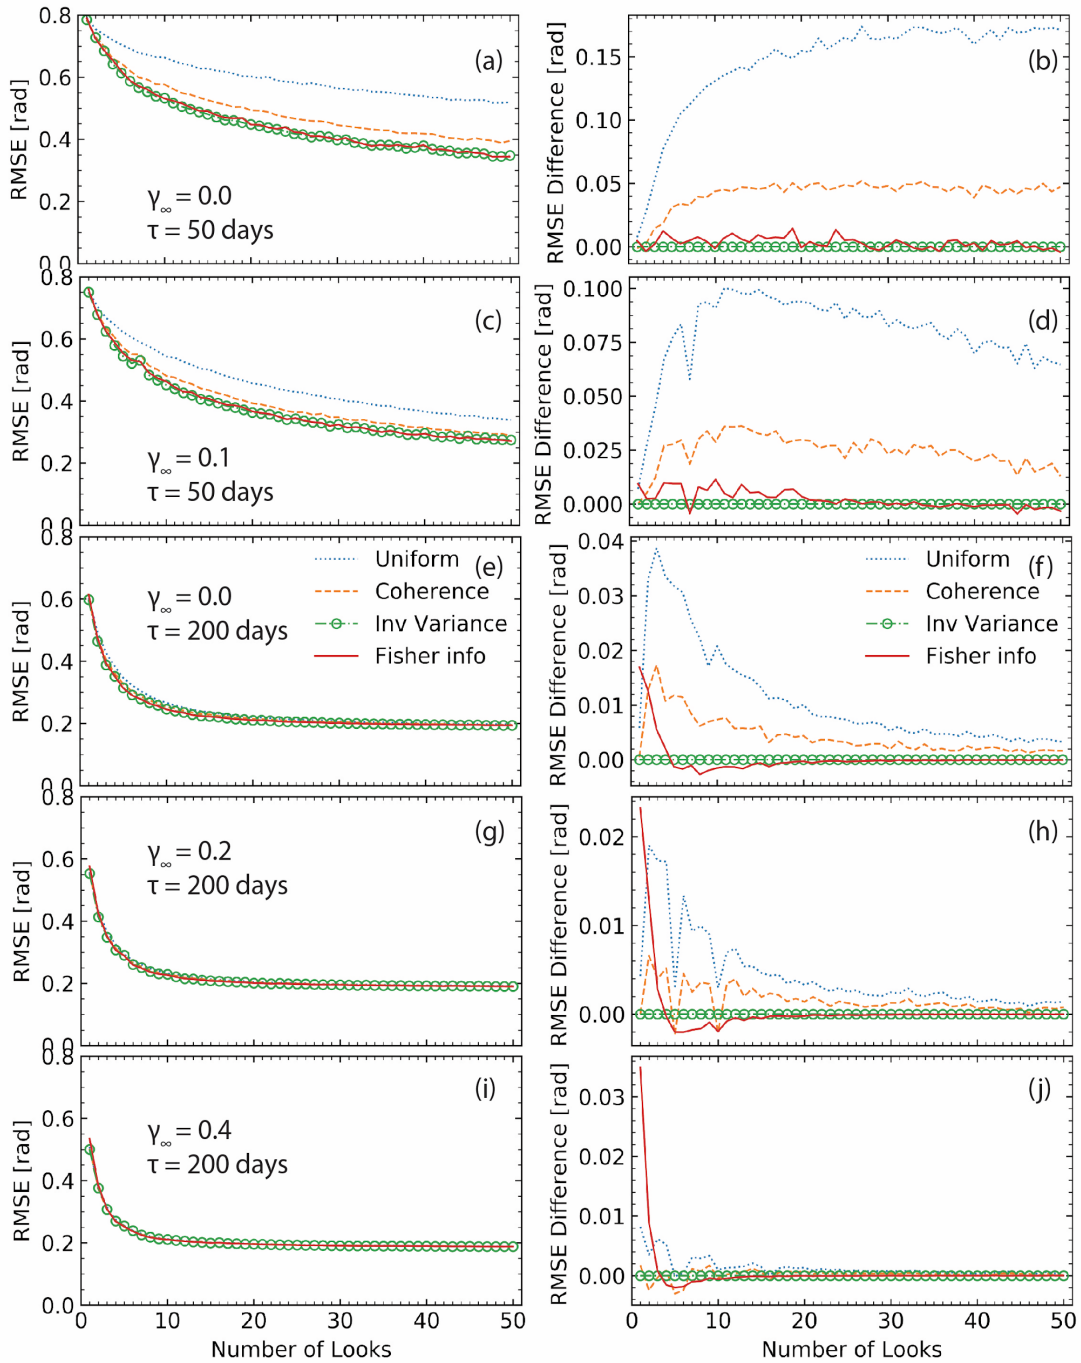 0.8
0.6
0.4
0.2
0.0
RMSE [rad]
(a)
γ∞ = 0.0
τ = 50 days
0.15
0.10
0.05
0.00
RMSE Difference [rad]
(b)
0.8
0.6
0.4
0.2
0.0
RMSE [rad]
(c)
γ∞ = 0.1
τ = 50 days
0.100
0.075
0.050
0.025
0.000
RMSE Difference [rad]
(d)
0.8
0.6
0.4
0.2
0.0
RMSE [rad]
(e)
γ∞ = 0.0
τ = 200 days
Uniform
Coherence
Inv Variance
Fisher info
0.04
0.03
0.02
0.01
0.00
RMSE Difference [rad]
(f)
Uniform
Coherence
Inv Variance
Fisher info
0.8
0.6
0.4
0.2
0.0
RMSE [rad]
(g)
γ∞ = 0.2
τ = 200 days
0.02
0.01
0.00
RMSE Difference [rad]
(h)
0.8
0.6
0.4
0.2
0.0
RMSE [rad]
(i)
γ∞ = 0.4
τ = 200 days
0 10 20 30 40 50
Number of Looks
0.03
0.02
0.01
0.00
RMSE Difference [rad]
(j)
0 10 20 30 40 50
Number of Looks